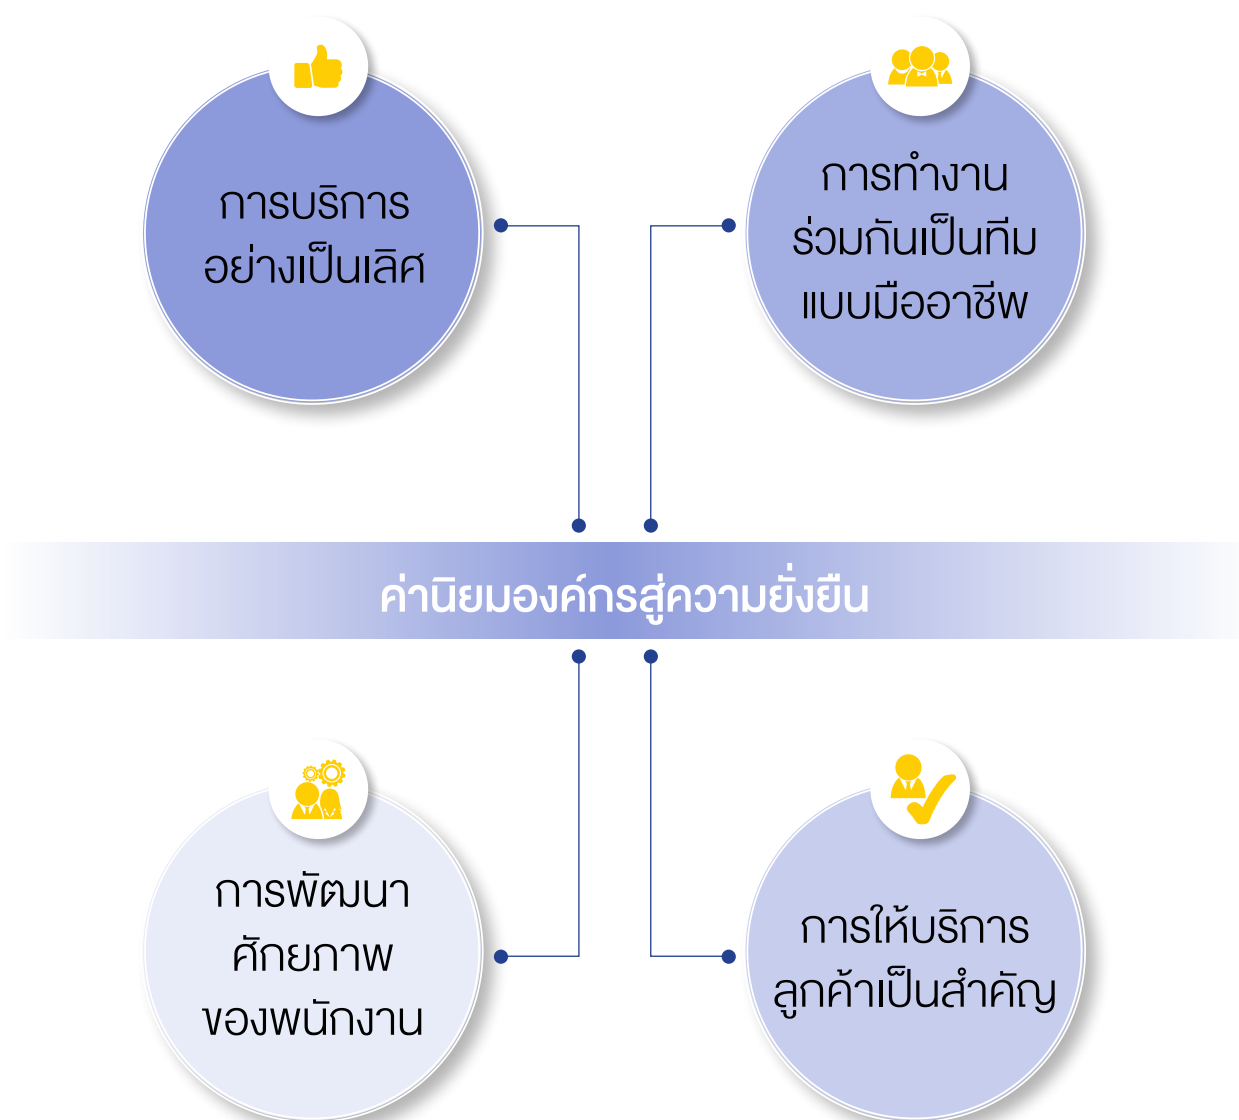 การบริการ
อย่างเป็นเลิศ
การทำงาน
ร่วมกันเป็นทีม
แบบมืออาชีพ
ค่านิยมองค์กรสู่ความยั่งยืน
การพัฒนา
ศักยภาพ
ของพนักงาน
การให้บริการ
ลูกค้าเป็นสำคัญ